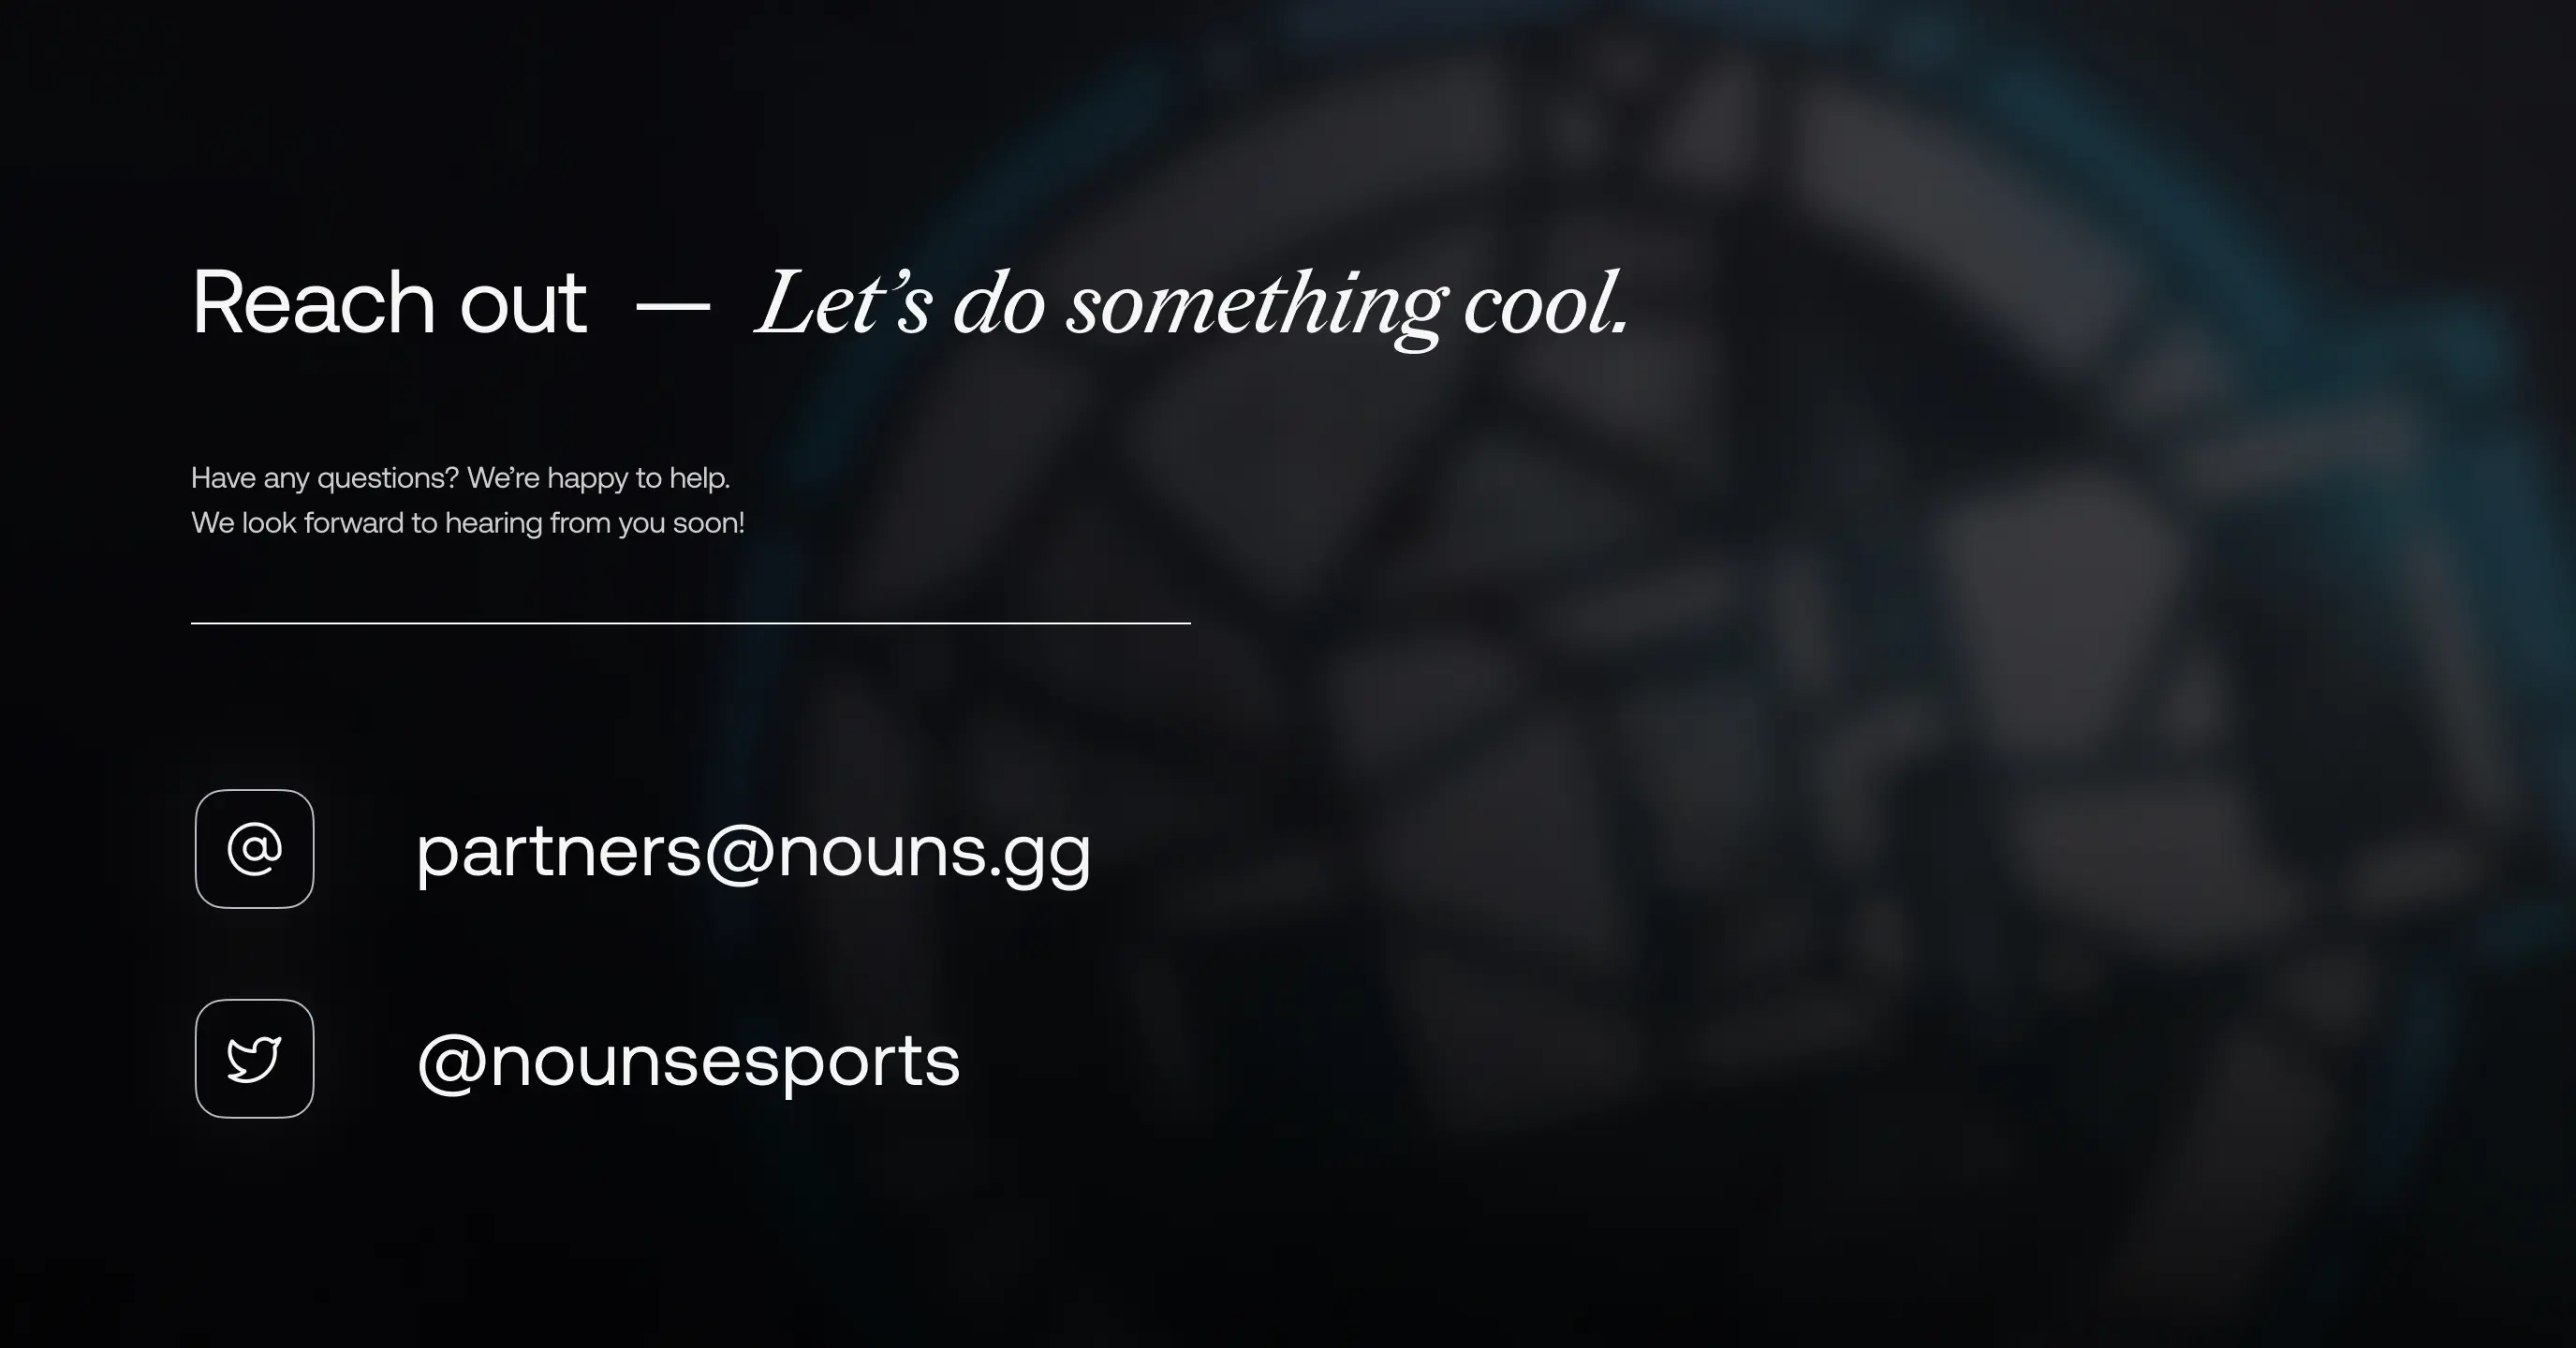 Reach out — Let’s do something cool.
Have any questions? We’re happy to help.
We look forward to hearing from you soon!
partners@nouns.gg
@nounsesports